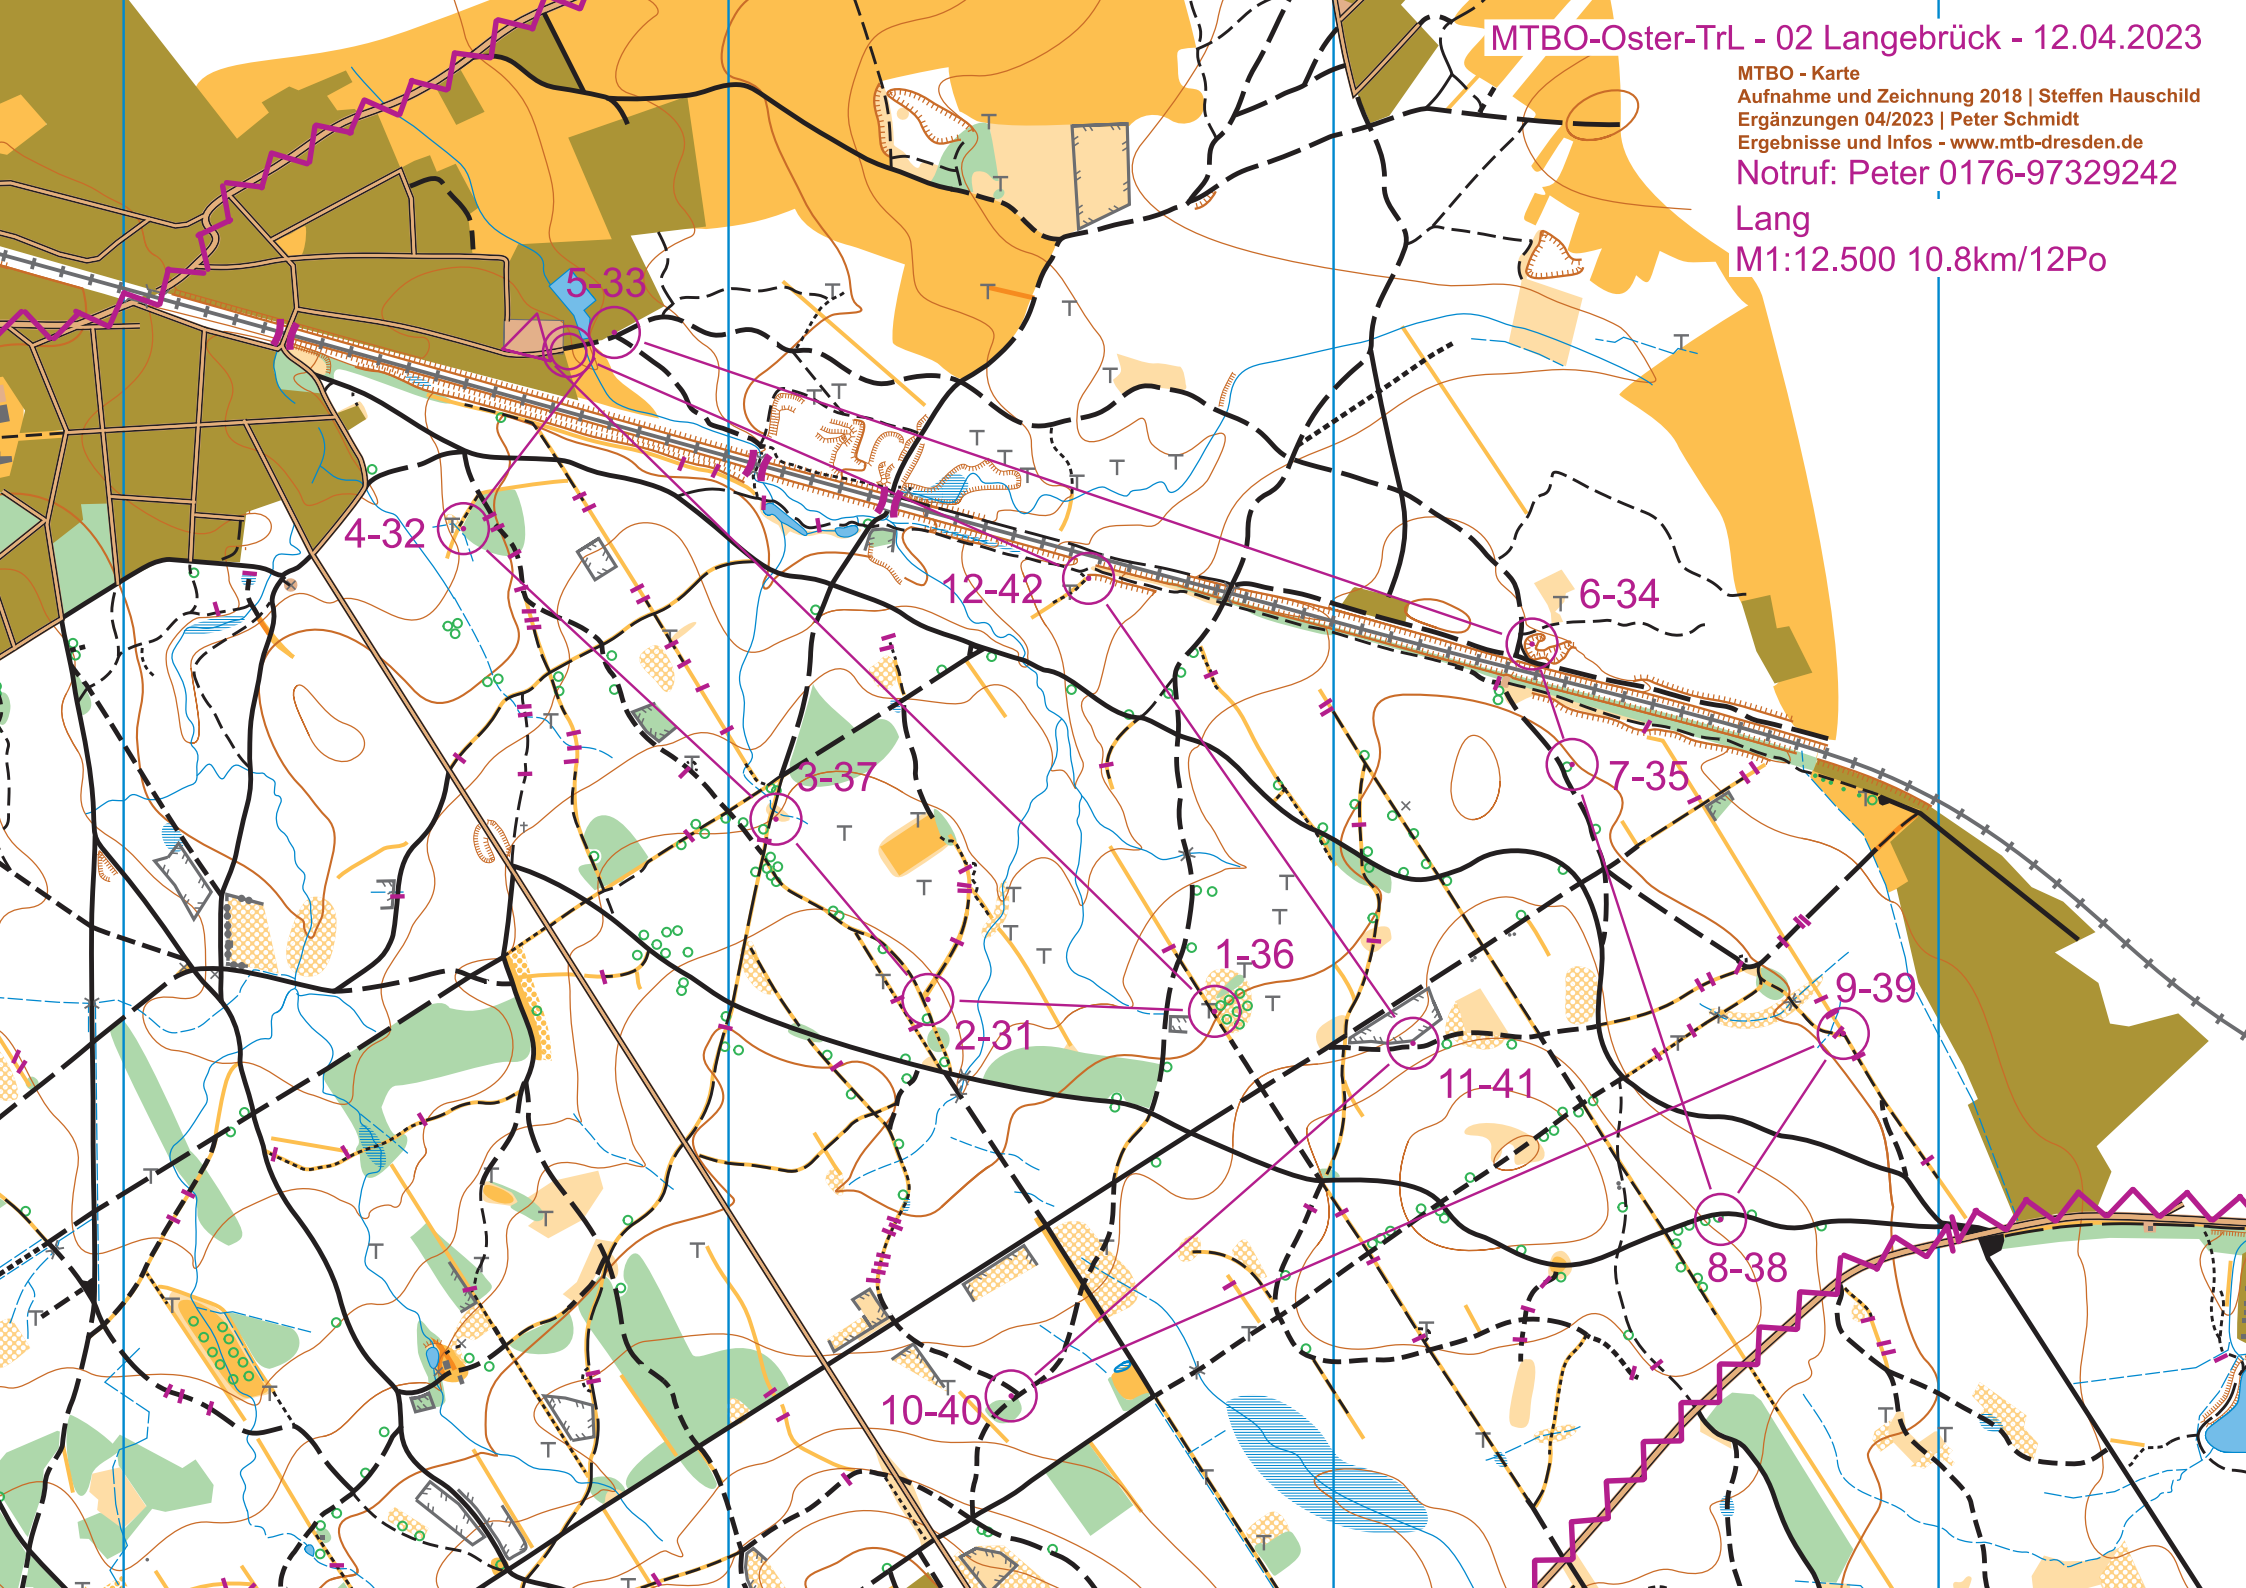 MTBO-Oster-TrL - 02 Langebrück - 12.04.2023
MTBO - Karte
Aufnahme und Zeichnung 2018 | Steffen Hauschild
Ergänzungen 04/2023 | Peter Schmidt
Ergebnisse und Infos - www.mtb-dresden.de
Notruf: Peter 0176-97329242
Lang
M1:12.500 10.8km/12Po
5-33
4-32
12-42
6-34
3-37
7-35
1-36
9-39
2-31
11-41
8-38
10-40